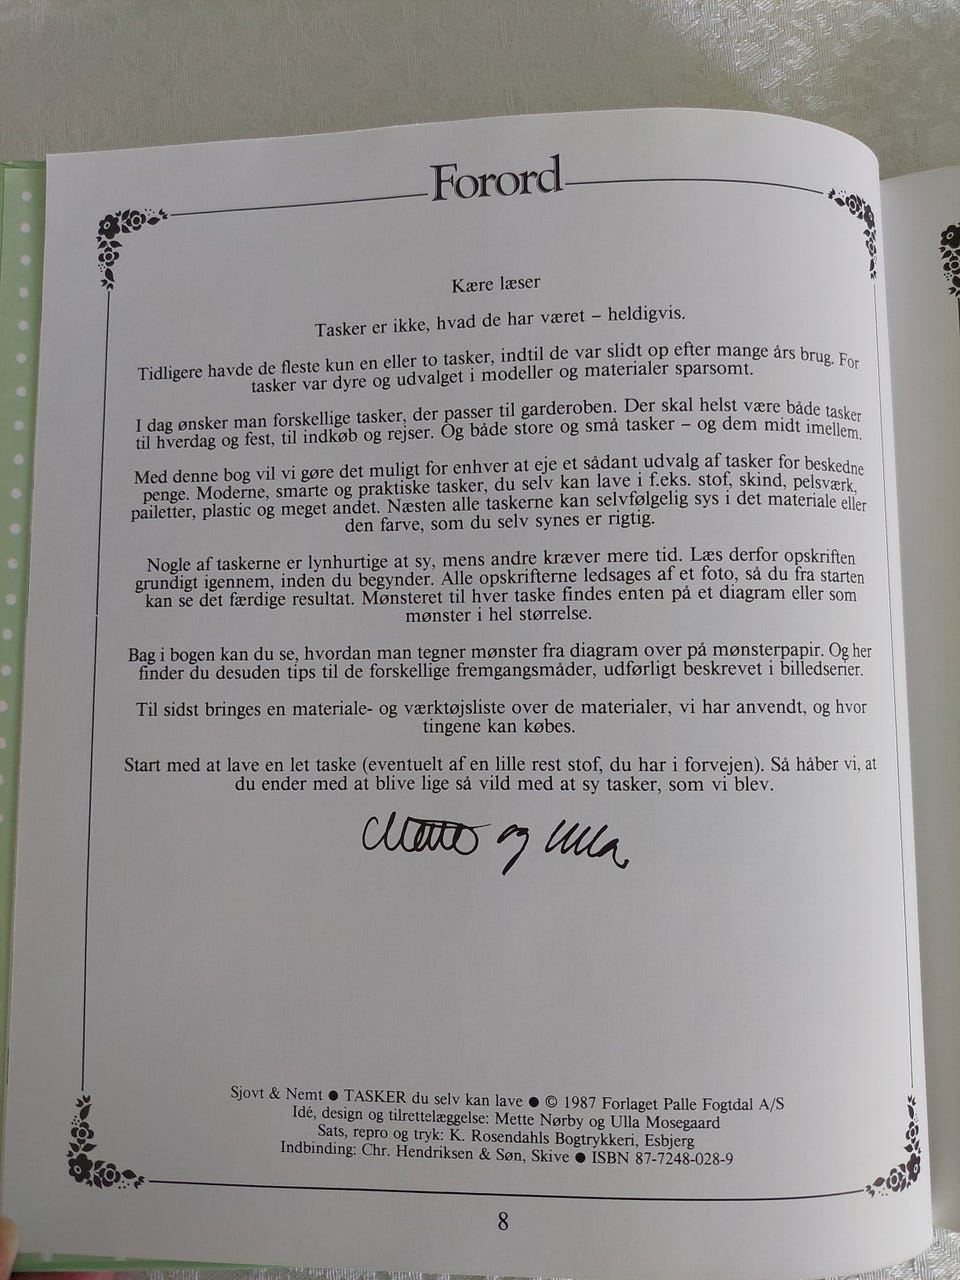 Forord
Kære læser
Tasker er ikke, hvad de har været – heldigvis.
Tidligere havde de fleste kun en eller to tasker, indtil de var slidt op efter mange års brug. For
tasker var dyre og udvalget i modeller og materialer sparsomt.
I dag ønsker man forskellige tasker, der passer til garderoben. Der skal helst være både tasker
til hverdag og fest, til indkøb og rejser. Og både store og små tasker – og dem midt imellem.
Med denne bog vil vi gøre det muligt for enhver at eje et sådant udvalg af tasker for beskedne
penge. Moderne, smarte og praktiske tasker, du selv kan lave i f.eks. stof, skind, pelsværk,
pailetter, plastic og meget andet. Næsten alle taskerne kan selvfølgelig sys i det materiale eller
den farve, som du selv synes er rigtig.
Nogle af taskerne er lynhurtige at sy, mens andre kræver mere tid. Læs derfor opskriften
grundigt igennem, inden du begynder. Alle opskrifterne ledsages af et foto, så du fra starten
kan se det færdige resultat. Mønsteret til hver taske findes enten på et diagram eller som
mønster i hel størrelse.
Bag i bogen kan du se, hvordan man tegner mønster fra diagram over på mønsterpapir. Og her
finder du desuden tips til de forskellige fremgangsmåder, udførligt beskrevet i billedserier.
Til sidst bringes en materiale- og værktøjsliste over de materialer, vi har anvendt, og hvor
tingene kan købes.
Start med at lave en let taske (eventuelt af en lille rest stof, du har i forvejen). Så håber vi, at
du ender med at blive lige så vild med at sy tasker, som vi blev.
Mette og Ulla
Sjovt & Nemt ● TASKER du selv kan lave ● © 1987 Forlaget Palle Fogtdal A/S
Idé, design og tilrettelæggelse: Mette Nørby og Ulla Mosegaard
Sats, repro og tryk: K. Rosendahls Bogtrykkeri, Esbjerg
Indbinding: Chr. Hendriksen & Søn, Skive ● ISBN 87-7248-028-9
8